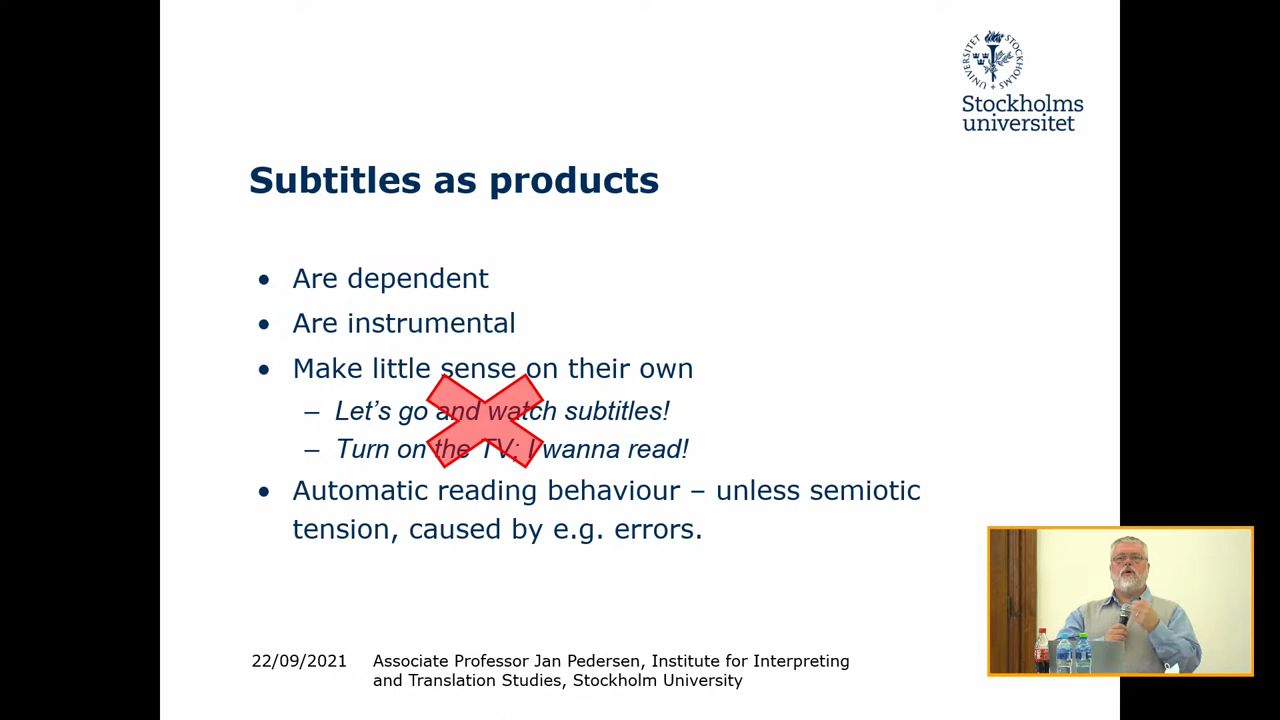 STOCKHOLMS UNIVERSITET
Stockholms
universitet
Subtitles as products
• Are dependent
• Are instrumental
• Make little sense on their own
– Let's go and watch subtitles!
– Turn on the TV; I wanna read!
• Automatic reading behaviour – unless semiotic
tension, caused by e.g. errors.
22/09/2021 Associate Professor Jan Pedersen, Institute for Interpreting
and Translation Studies, Stockholm University